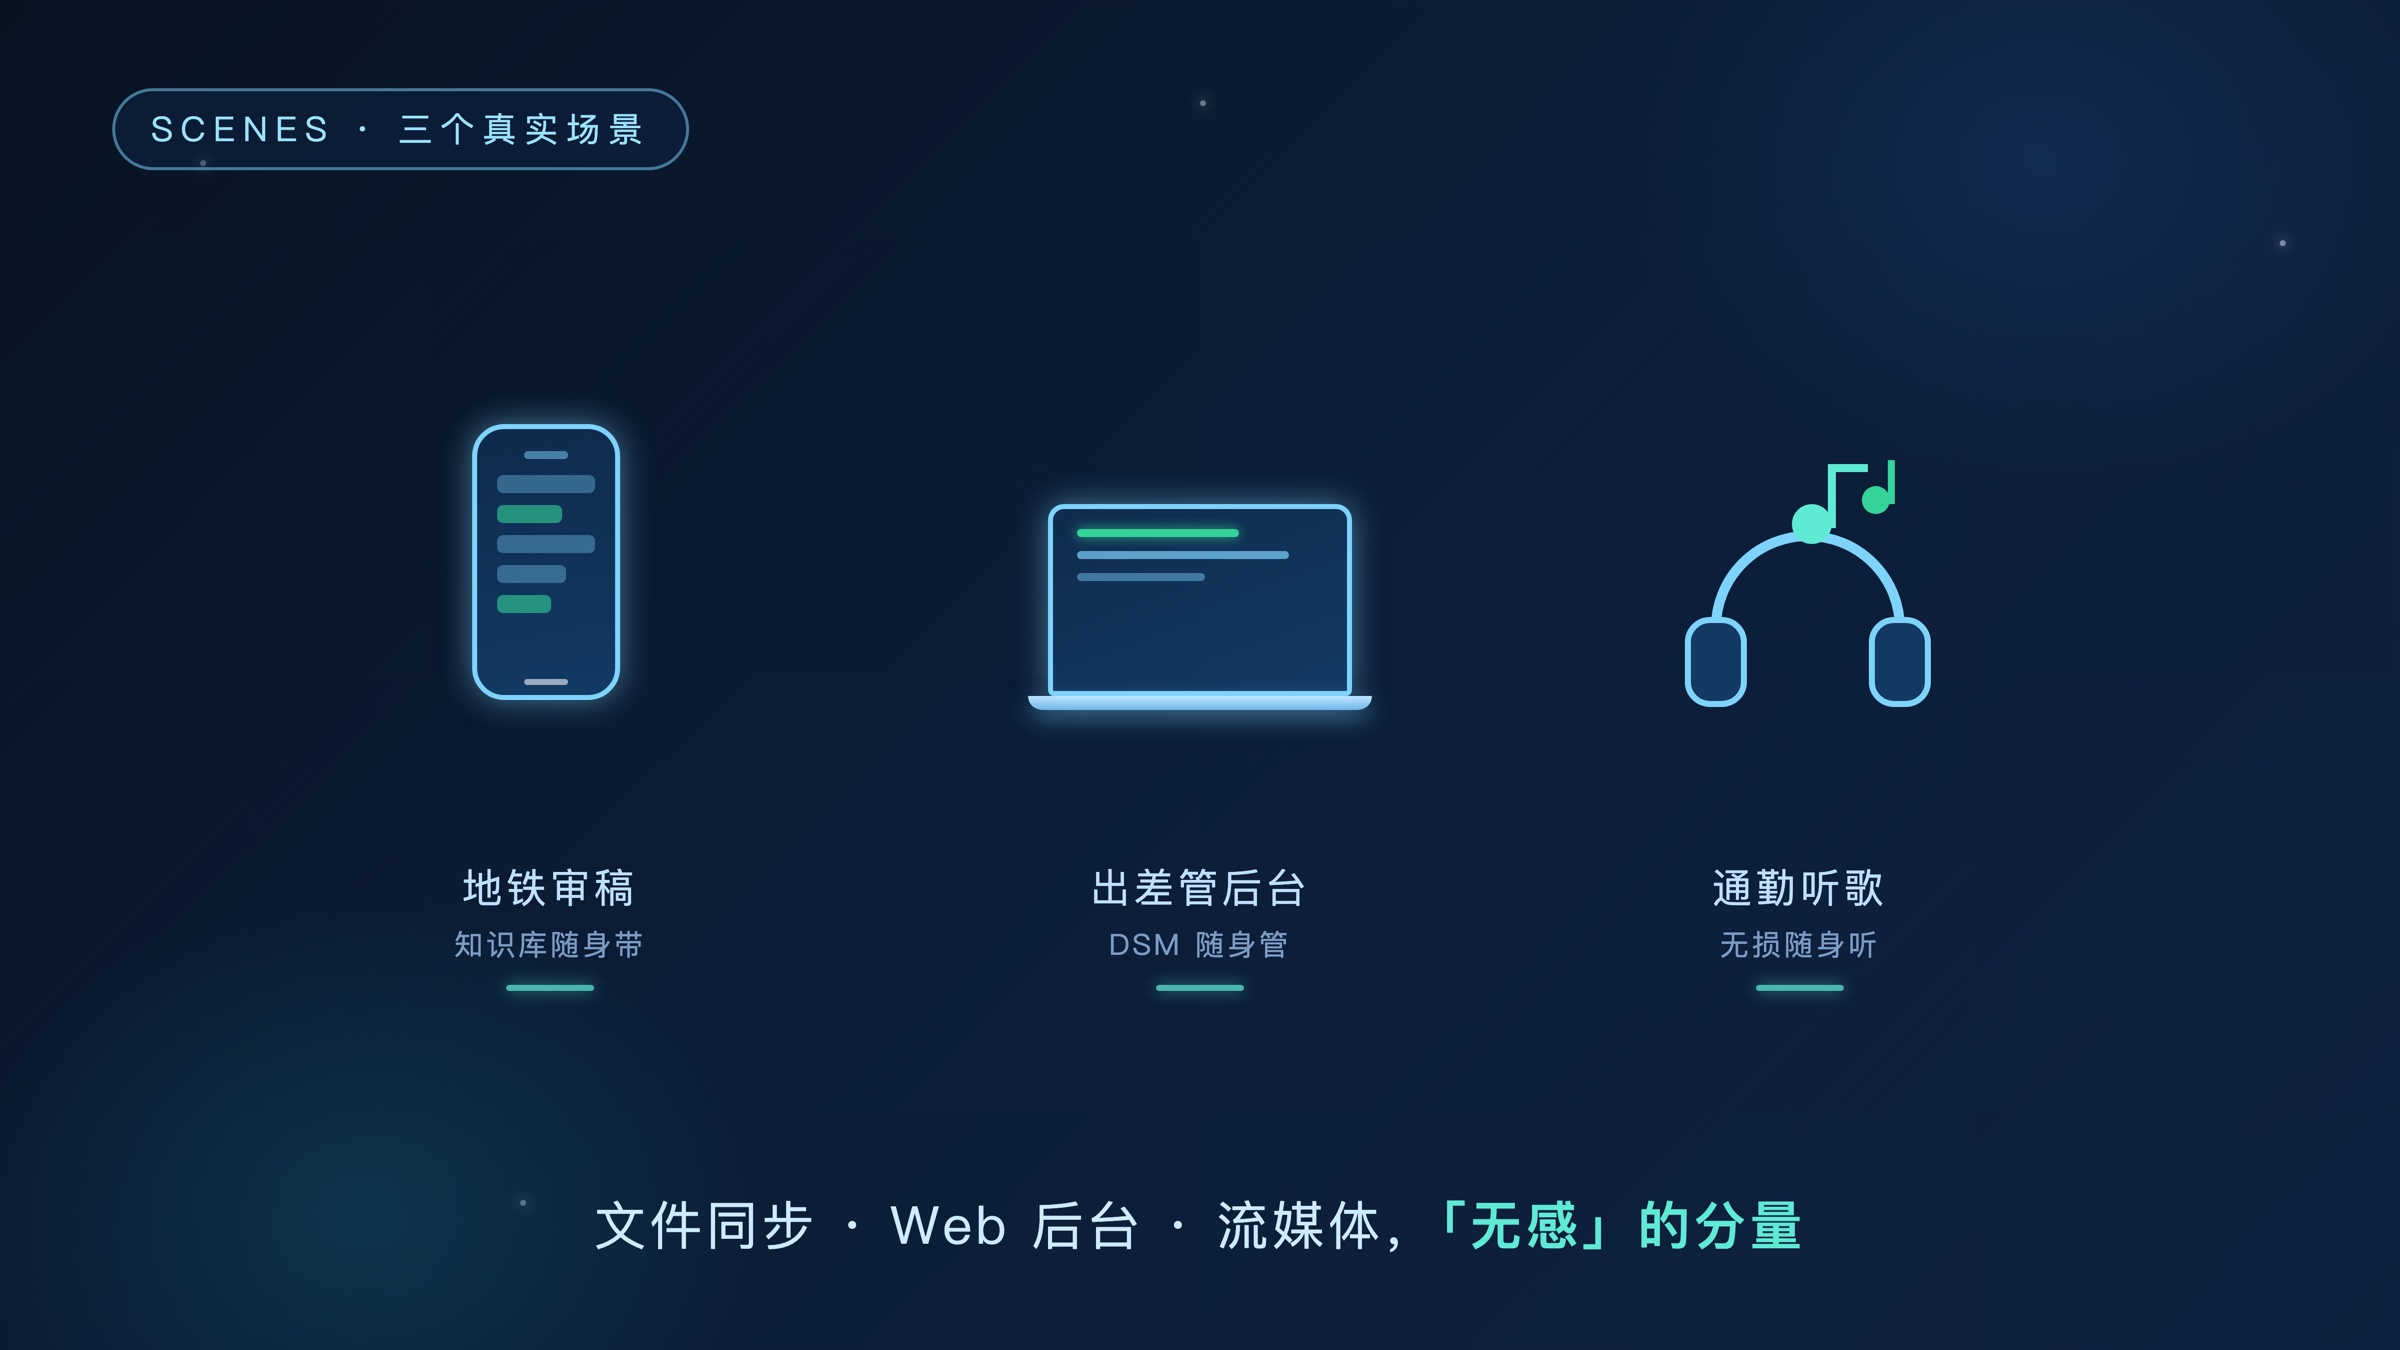 SCENES · 三个真实场景
地铁审稿
知识库随身带
出差管后台
DSM 随身管
通勤听歌
无损随身听
文件同步 · Web 后台 · 流媒体,「无感」的分量